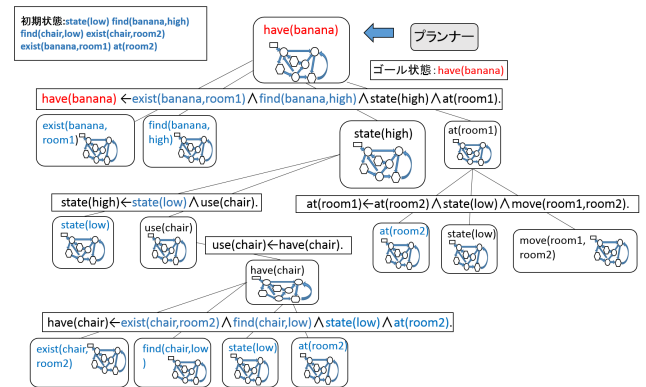 初期状態:state(low) find(banana,high)
find(chair,low) exist(chair,room2)
exist(banana,room1) at(room2)
have(banana)
プランナー
ゴール状態：have(banana)
have(banana) ←exist(banana,room1)∧find(banana,high)∧state(high)∧at(room1).
exist(banana,
room1)
find(banana,
high)
state(high)
at(room1)
state(high)←state(low)∧use(chair).
at(room1)←at(room2)∧state(low)∧move(room1,room2).
state(low)
use(chair)
at(room2)
state(low)
move(room1,
room2)
use(chair)←have(chair).
have(chair)
have(chair)←exist(chair,room2)∧find(chair,low)∧state(low)∧at(room2).
exist(chair,
room2)
find(chair,low
)
state(low)
at(room2)